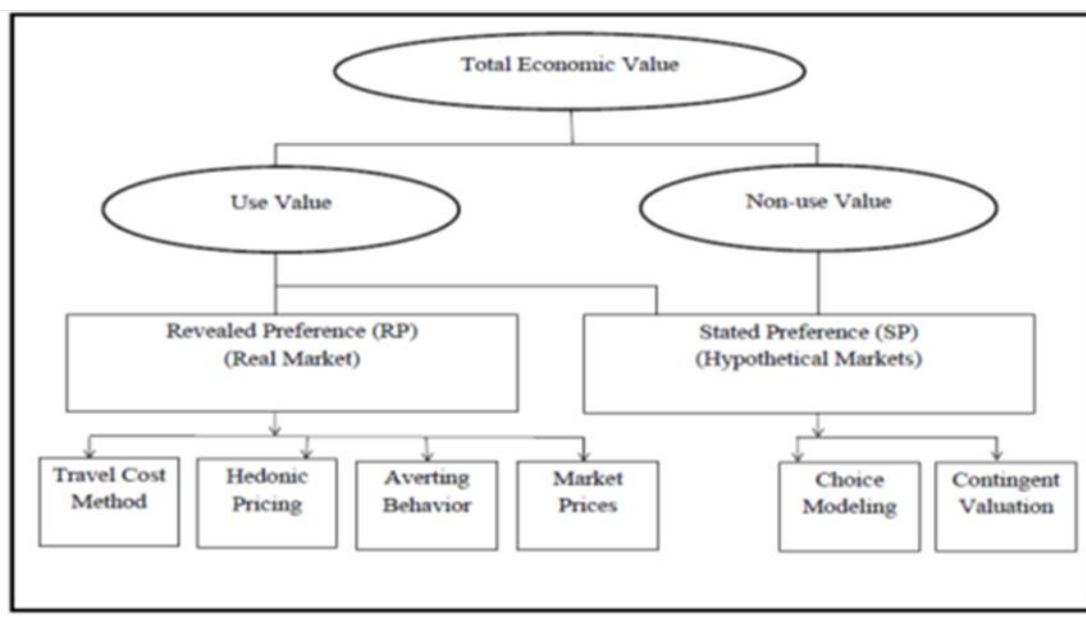 Total Economic Value
Use Value
Non-use Value
Revealed Preference (RP)
(Real Market)
Stated Preference (SP)
(Hypothetical Markets)
Travel Cost
Method
Hedonic
Pricing
Averting
Behavior
Market
Prices
Choice
Modeling
Contingent
Valuation